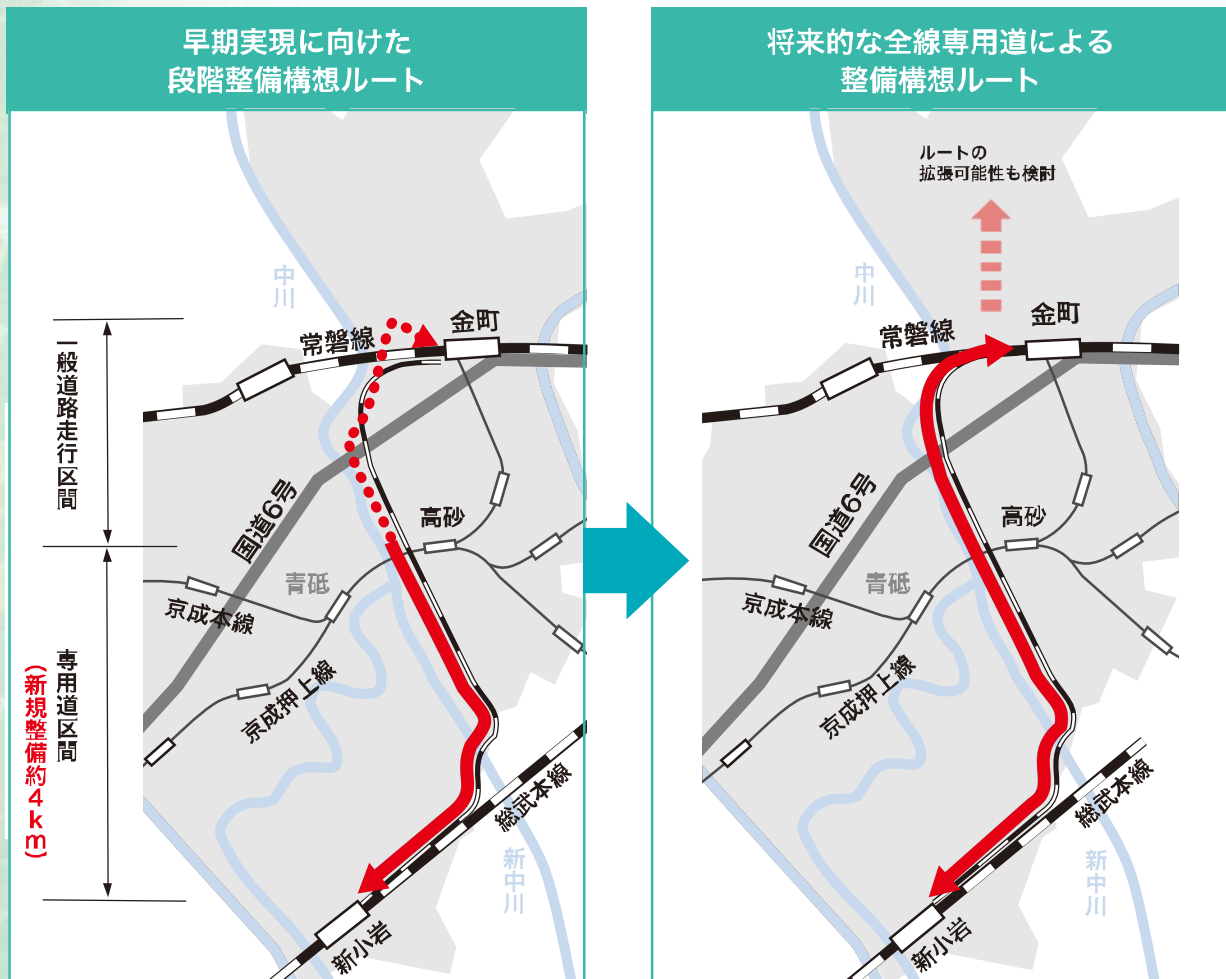 早期実現に向けた
段階整備構想ルート
中川
金町
常磐線
一般道路走行区間
国道6号
高砂
青砥
京成本線
京成押上線
専用道区間
(新規整備約4km)
総武本線
新中川
新小岩
将来的な全線専用道による
整備構想ルート
ルートの
拡張可能性も検討
中川
金町
常磐線
国道6号
高砂
青砥
京成本線
京成押上線
総武本線
新中川
新小岩